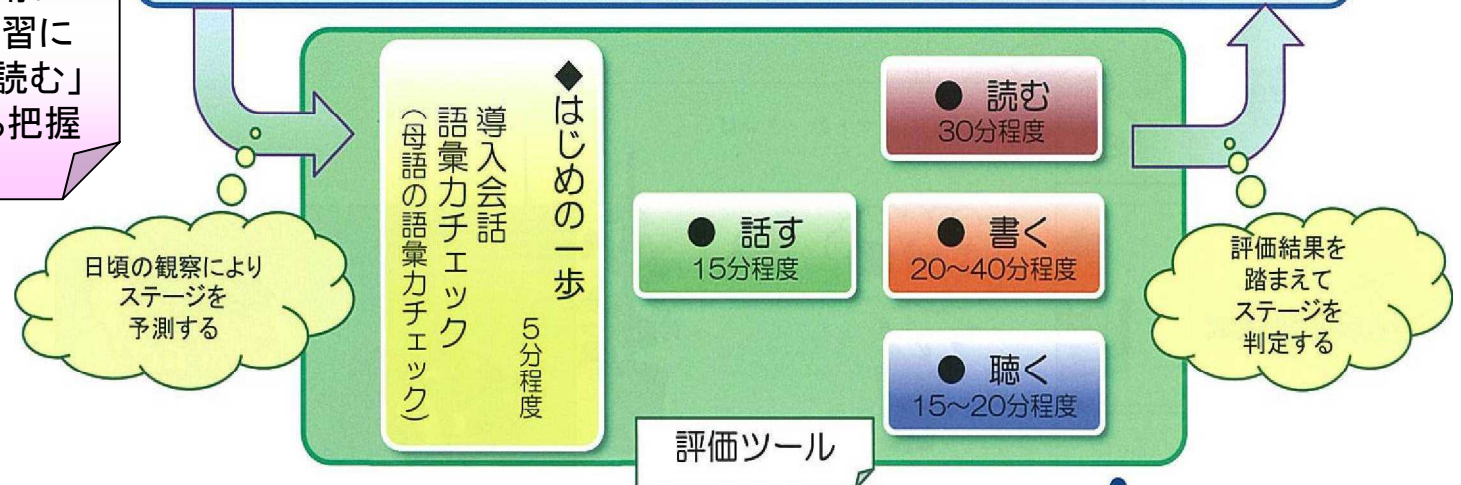 習に
読む」
把握
日頃の観察により
ステージを
予測する
◆はじめの一歩
5分程度
導入会話
語彙力チェック
(母語の語彙力チェック)
● 話す
15分程度
● 読む
30分程度
● 書く
20～40分程度
● 聴く
15～20分程度
評価ツール
評価結果を
踏まえて
ステージを
判定する